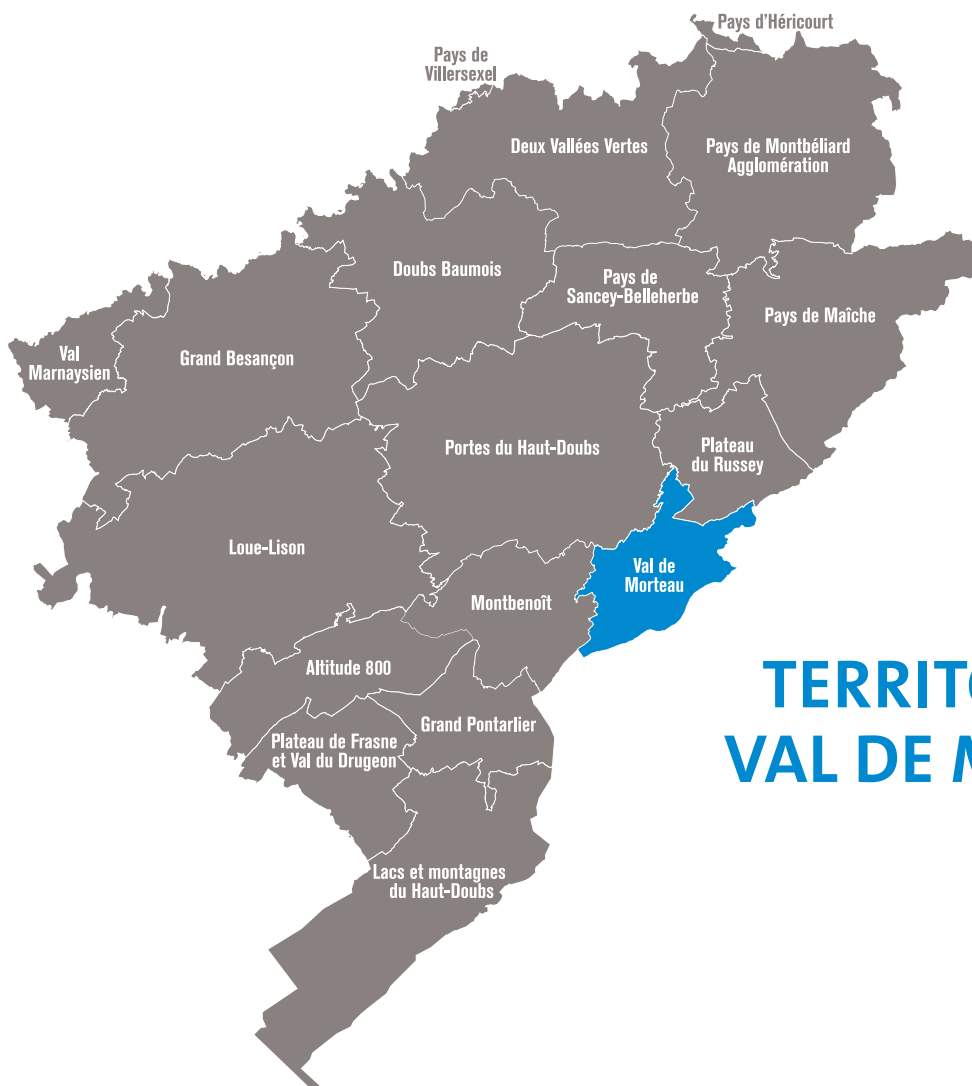 Pays d'Héricourt
Pays de
Villersexel
Deux Vallées Vertes
Pays de Montbéliard
Agglomération
Doubs Baumois
Pays de
Sancey-Belleherbe
Pays de Maîche
Val
Marnaysien
Grand Besançon
Portes du Haut-Doubs
Plateau
du Russey
Loue-Lison
Val de
Morteau
Montbenoît
Altitude 800
Grand Pontarlier
Plateau de Frasne
et Val du Drugeon
Lacs et montagnes
du Haut-Doubs
TERRITO
VAL DE M